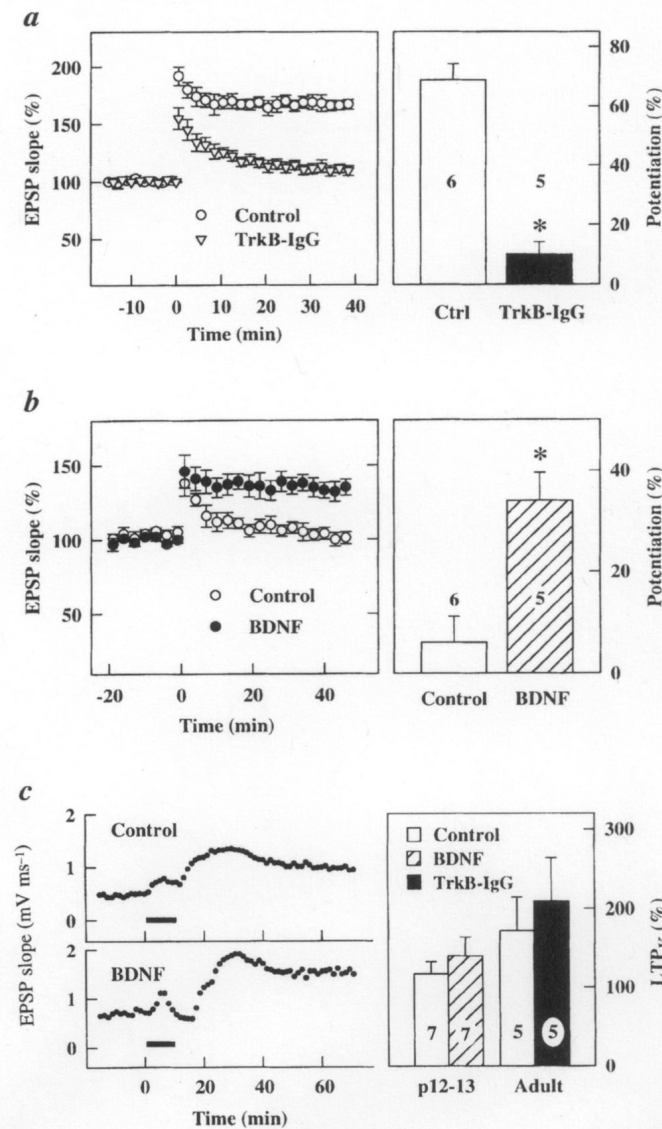 a
200
150
100
50
EPSP slope (%)
Control
TrkB-IgG
-10 0 10 20 30 40
Time (min)
80
60
40
20
0
Potentiation (%)
6 5
*
Ctrl TrkB-IgG
b
150
100
50
EPSP slope (%)
Control
BDNF
-20 0 20 40
Time (min)
40
20
0
Potentiation (%)
*
6 5
Control BDNF
c
2
1
0
Control
2
1
0
BDNF
EPSP slope (mV ms⁻¹)
0 20 40 60
Time (min)
Control
BDNF
TrkB-IgG
300
200
100
0
(%)
7 7 5 5
p12-13 Adult